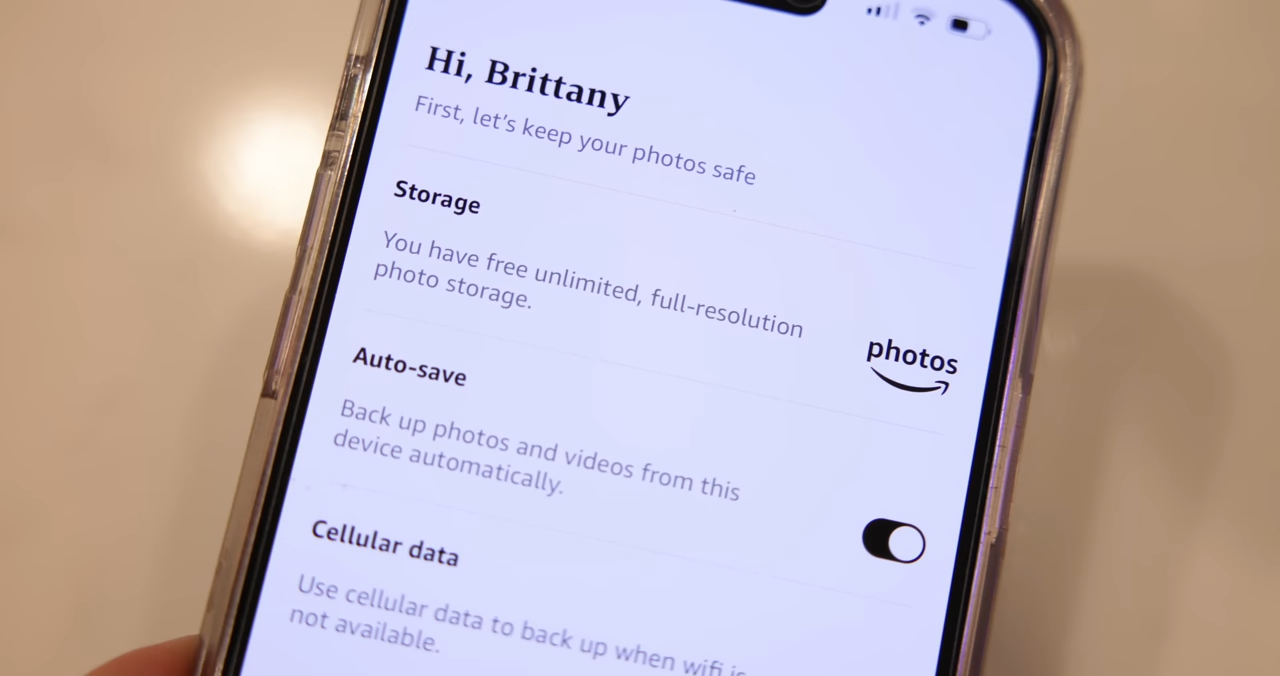 Hi, Brittany
First, let's keep your photos safe
Storage
You have free unlimited, full-resolution
photo storage.
photos
Auto-save
Back up photos and videos from this
device automatically.
Cellular data
Use cellular data to back up when wifi is
not available.